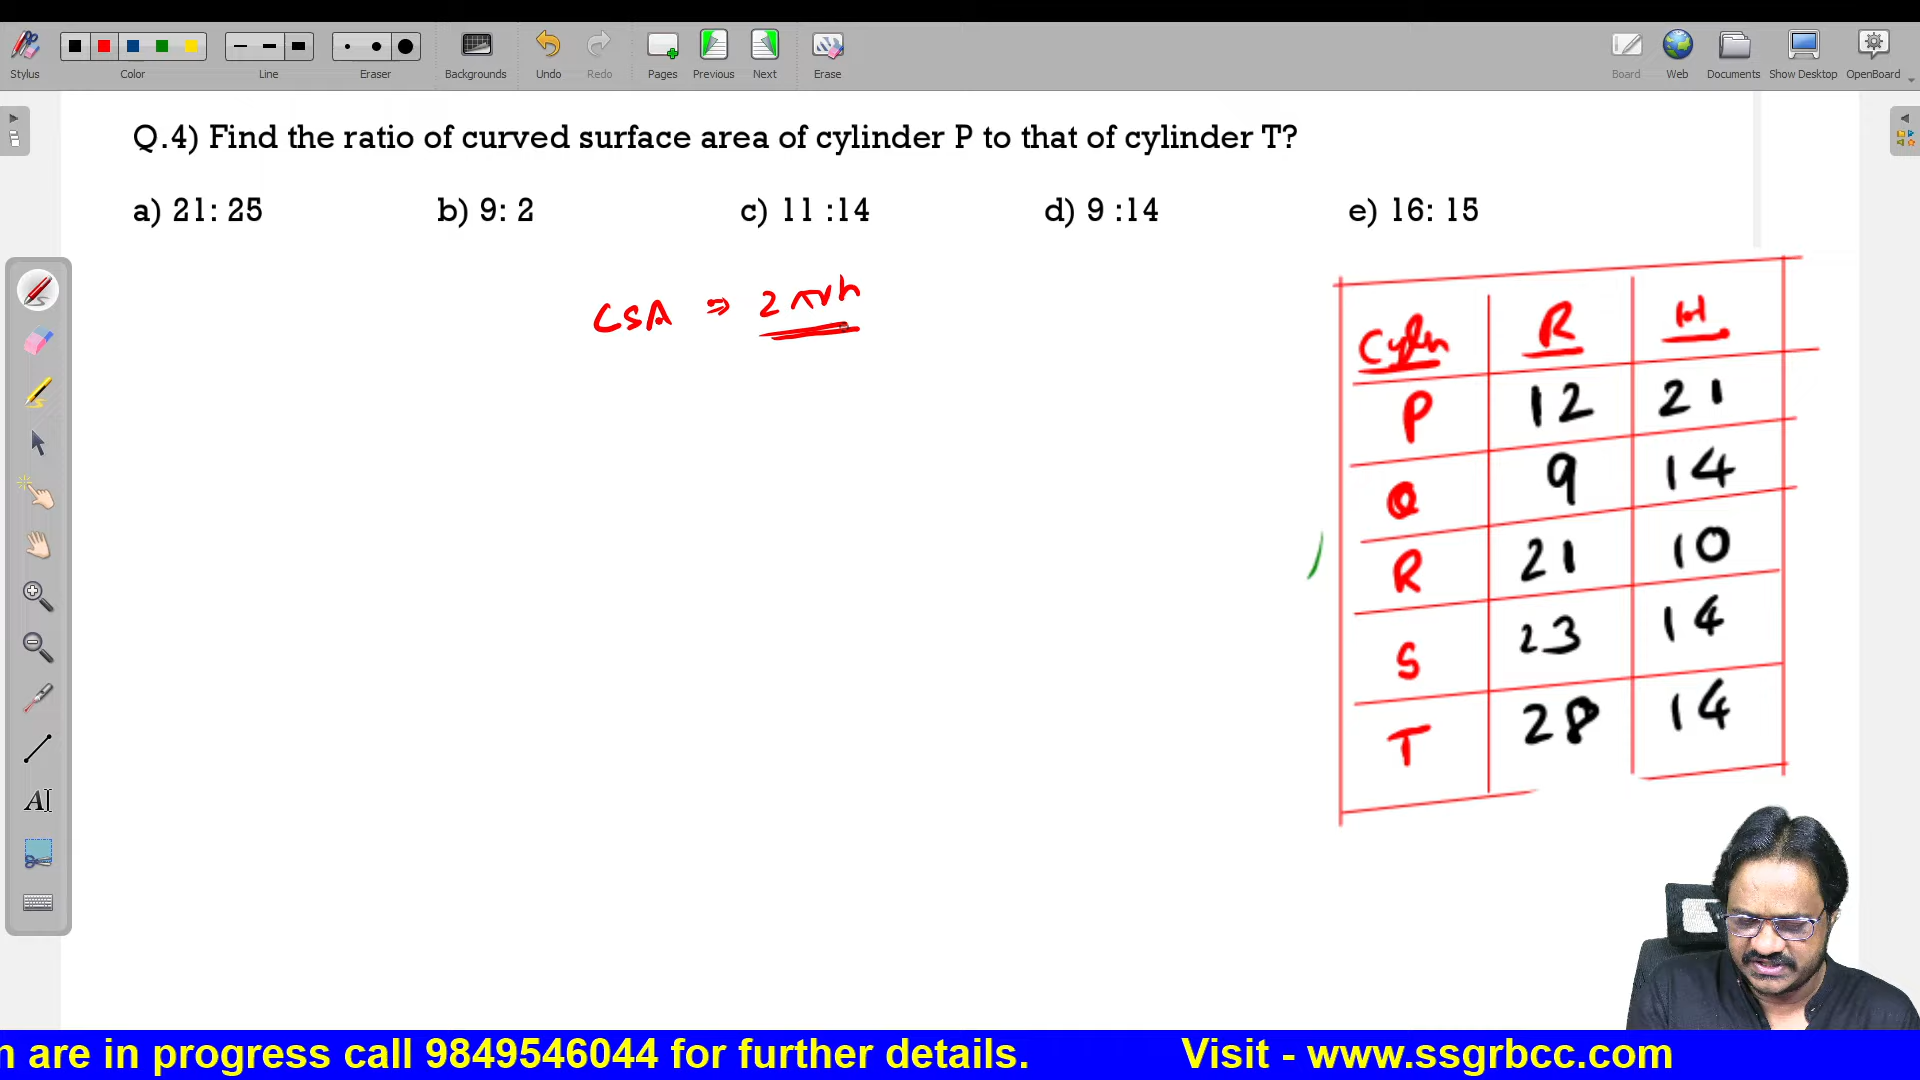 Stylus
Color
Line
Eraser
Backgrounds
Undo
Redo
Pages
Previous
Next
Erase
Board
Web
Documents
Show Desktop
OpenBoard
Q.4) Find the ratio of curved surface area of cylinder P to that of cylinder T?
a) 21: 25 b) 9: 2 c) 11 :14 d) 9 :14 e) 16: 15
CSA ⇒ 2πrh
R H
P 12 21
Q 9 14
R 21 10
S 23 14
T 28 14
n are in progress call 9849546044 for further details. Visit - www.ssgrbcc.com